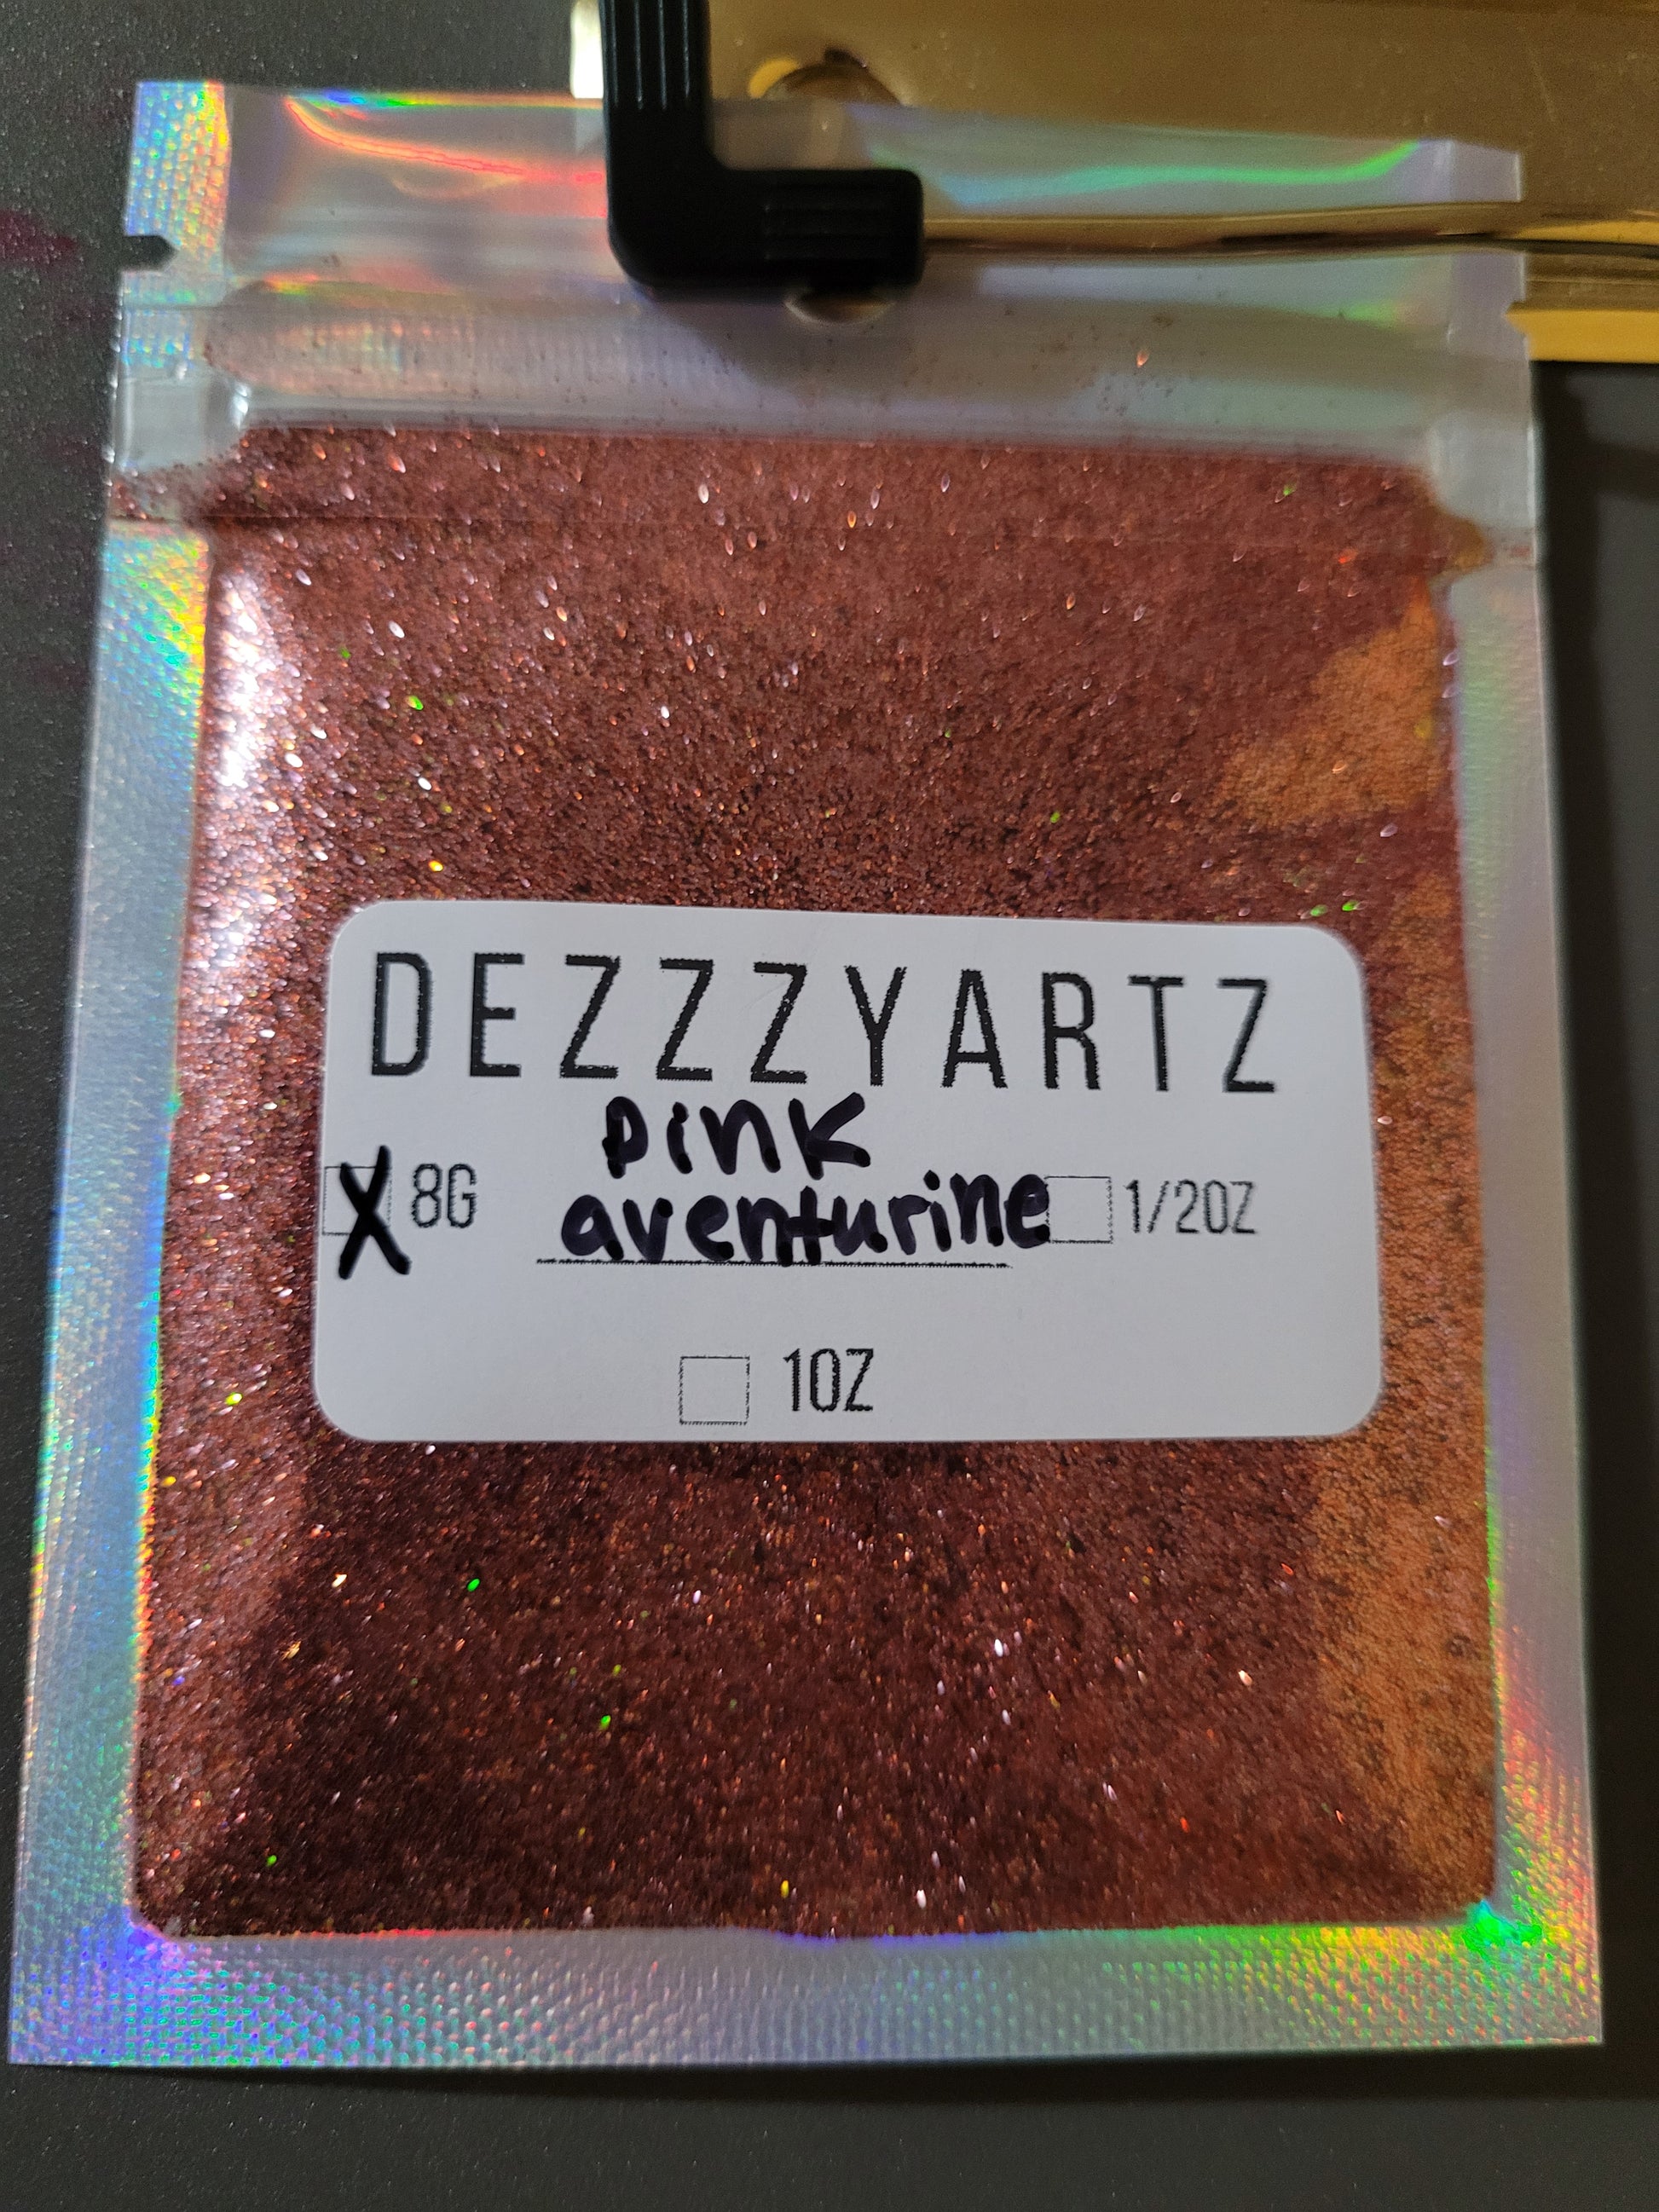 DEZZZYARTZ
pink
X 8G aventurine 1/2OZ
1OZ